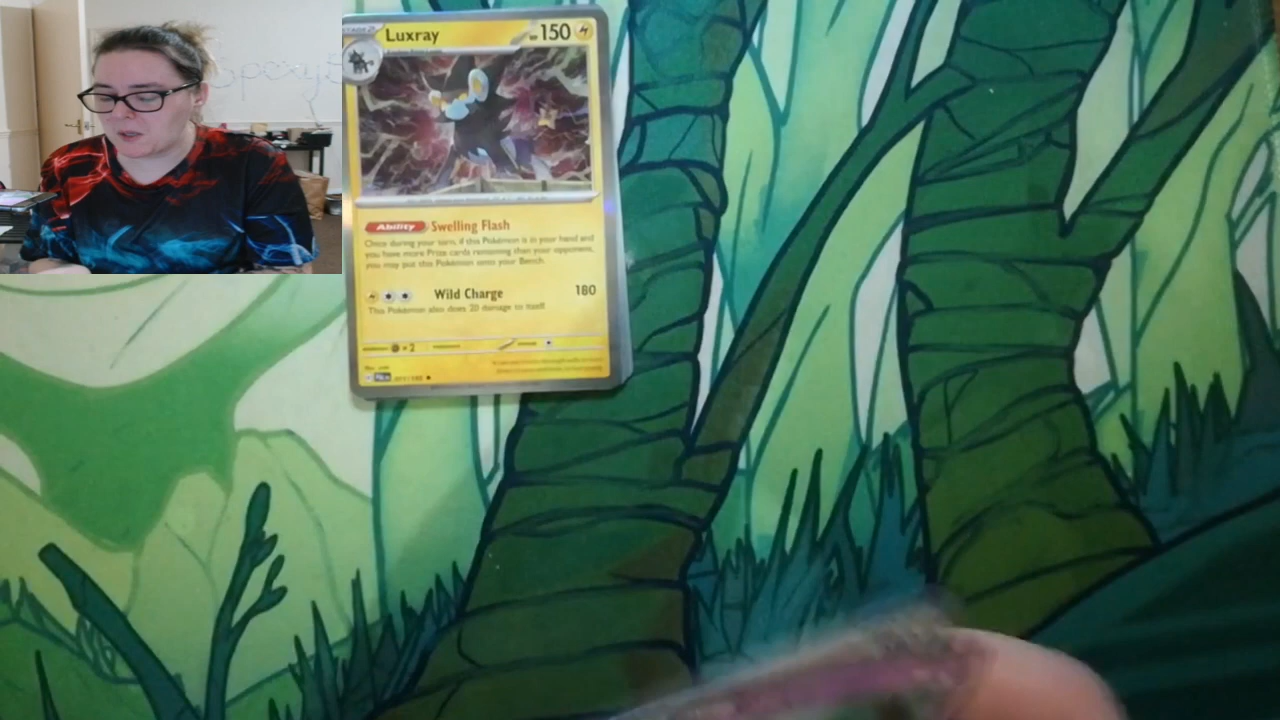 Luxray
150
Ability Swelling Flash
Once during your turn, if this Pokémon is in your hand and
you have more Prize cards remaining than your opponent,
you may put this Pokémon onto your Bench.
Wild Charge 180
This Pokémon also does 20 damage to itself.
×2